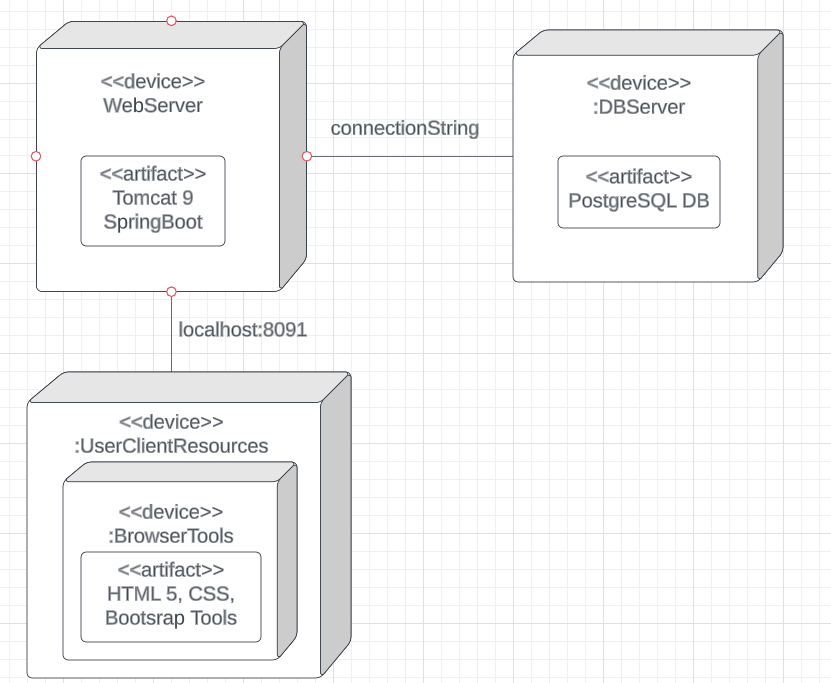 <<device>>
WebServer
<<artifact>>
Tomcat 9
SpringBoot
connectionString
<<device>>
:DBServer
<<artifact>>
PostgreSQL DB
localhost:8091
<<device>>
:UserClientResources
<<device>>
:BrowserTools
<<artifact>>
HTML 5, CSS,
Bootsrap Tools